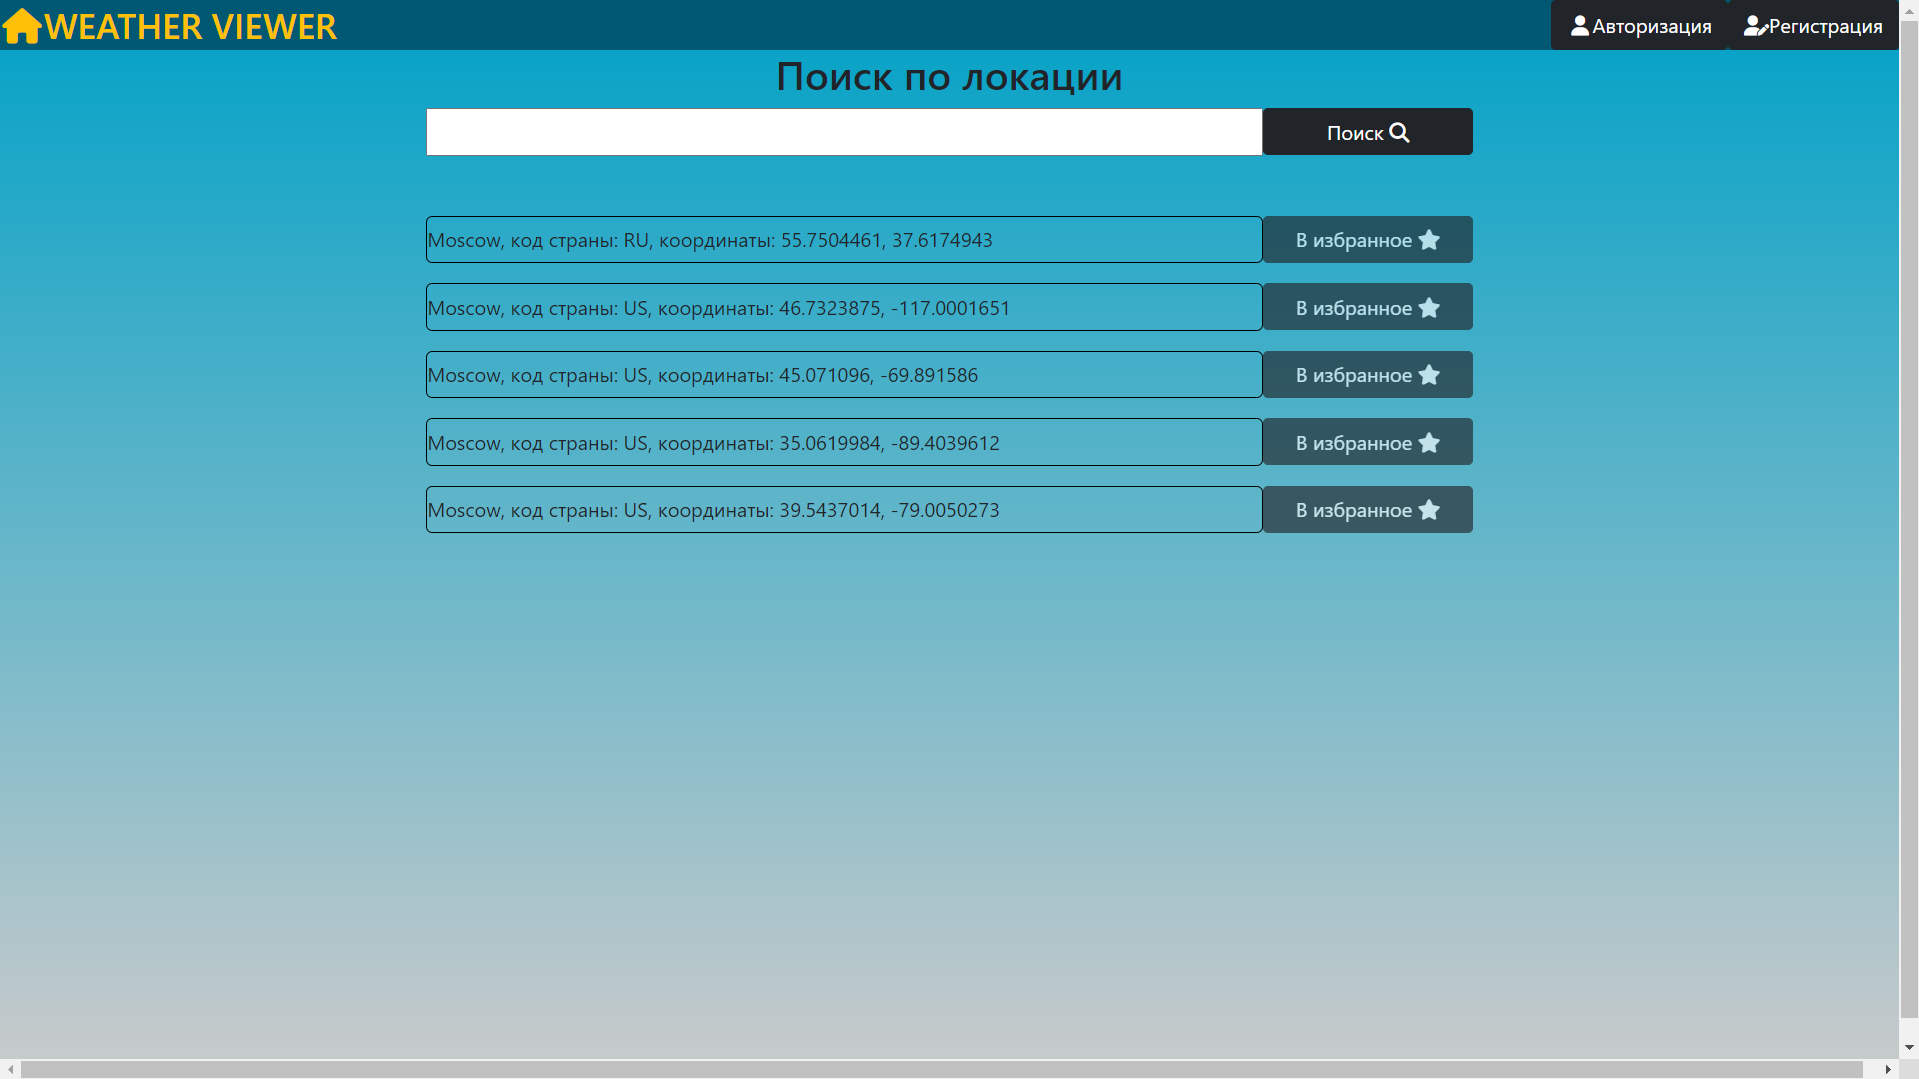 WEATHER VIEWER
Авторизация
Регистрация
Поиск по локации
Поиск
Moscow, код страны: RU, координаты: 55.7504461, 37.6174943
В избранное
Moscow, код страны: US, координаты: 46.7323875, -117.0001651
В избранное
Moscow, код страны: US, координаты: 45.071096, -69.891586
В избранное
Moscow, код страны: US, координаты: 35.0619984, -89.4039612
В избранное
Moscow, код страны: US, координаты: 39.5437014, -79.0050273
В избранное